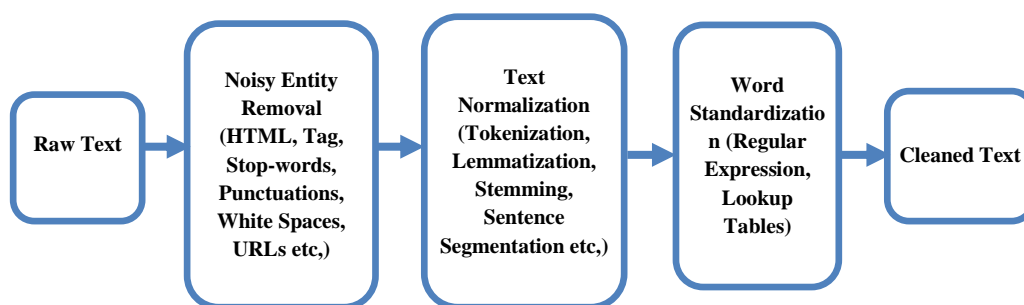 Raw Text
Noisy Entity
Removal
(HTML, Tag,
Stop-words,
Punctuations,
White Spaces,
URLs etc,)
Text
Normalization
(Tokenization,
Lemmatization,
Stemming,
Sentence
Segmentation etc,)
Word
Standardizatio
n (Regular
Expression,
Lookup
Tables)
Cleaned Text